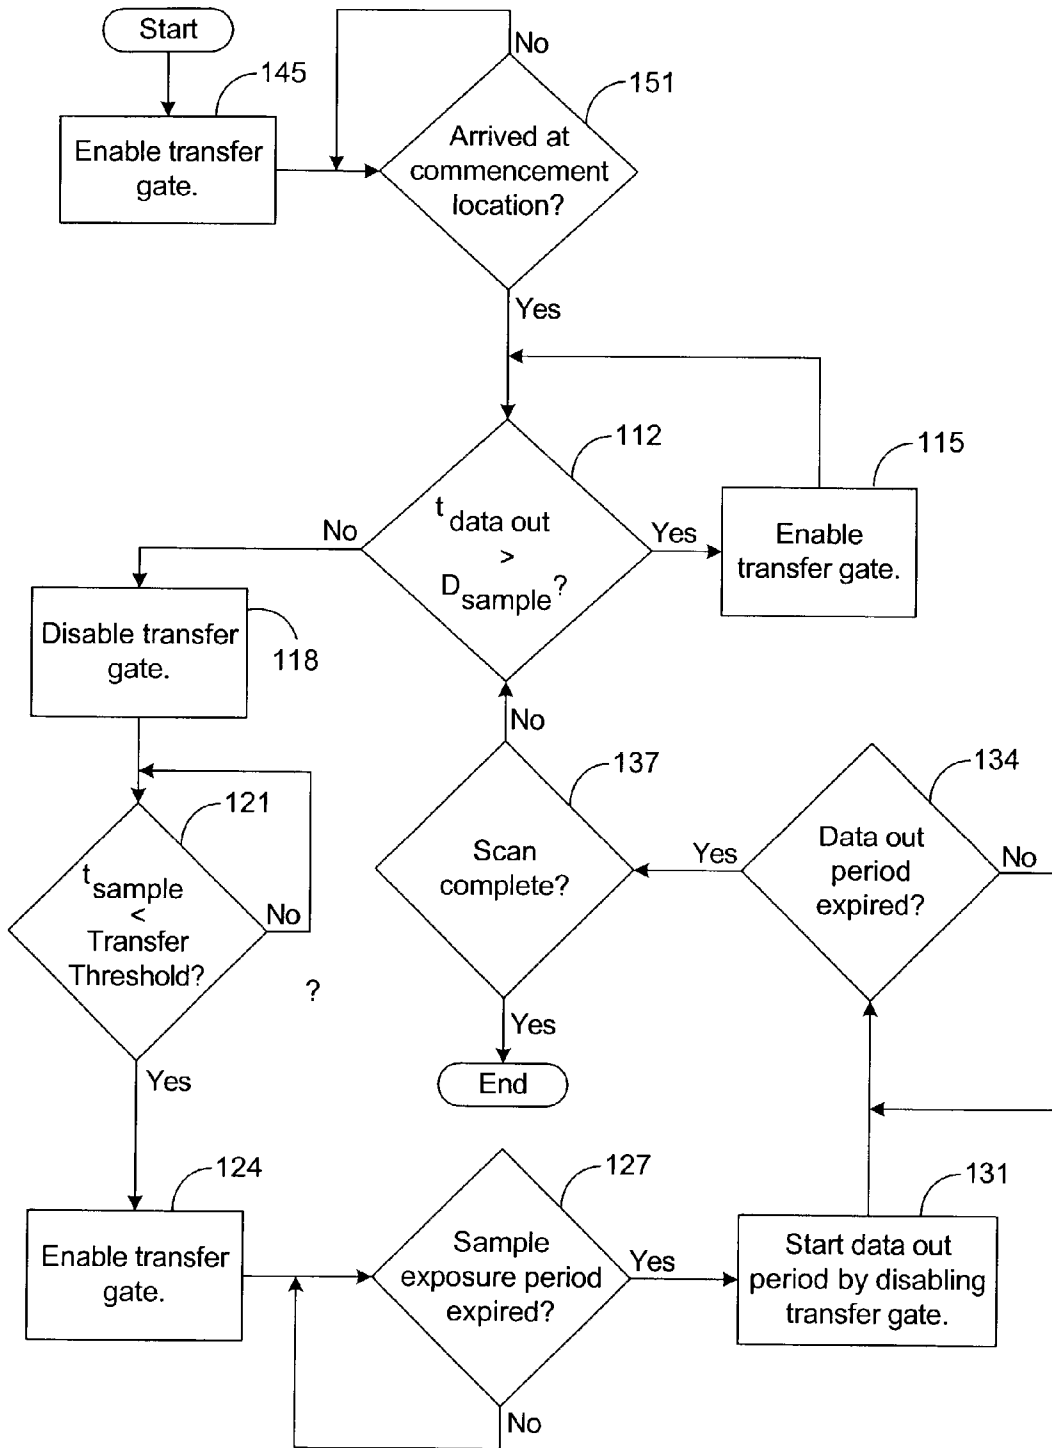 Start
145
Enable transfer
gate.
No
151
Arrived at
commencement
location?
Yes
112
t data out
>
D sample ?
Yes
115
Enable
transfer gate.
No
Disable transfer
gate.
118
121
t sample
<
Transfer
Threshold?
No
?
Yes
No
137
Scan
complete?
Yes
134
Data out
period
expired?
No
Yes
End
124
Enable transfer
gate.
127
Sample
exposure period
expired?
Yes
No
131
Start data out
period by disabling
transfer gate.